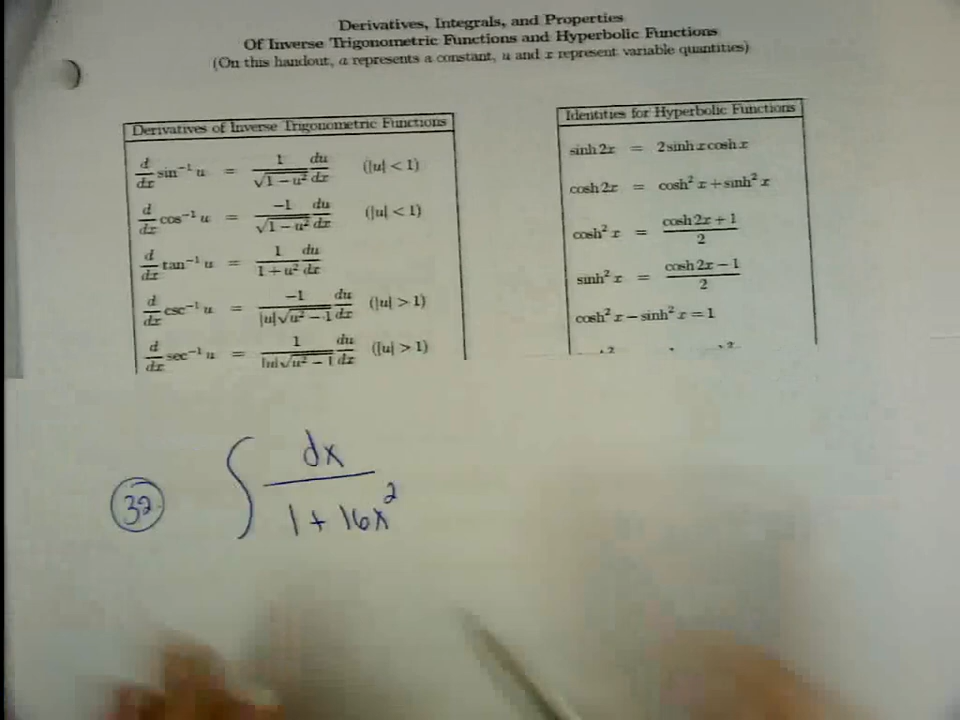 Derivatives, Integrals, and Properties
Of Inverse Trigonometric Functions and Hyperbolic Functions
(On this handout, a represents a constant, u and x represent variable quantities)
Derivatives of Inverse Trigonometric Functions
d/dx sin⁻¹ u = 1/√(1 − u²) du/dx (|u| < 1)
d/dx cos⁻¹ u = −1/√(1 − u²) du/dx (|u| < 1)
d/dx tan⁻¹ u = 1/(1 + u²) du/dx
d/dx csc⁻¹ u = −1/(|u|√(u² − 1)) du/dx (|u| > 1)
d/dx sec⁻¹ u = 1/(|u|√(u² − 1)) du/dx (|u| > 1)
Identities for Hyperbolic Functions
sinh 2x = 2 sinh x cosh x
cosh 2x = cosh² x + sinh² x
cosh² x = (cosh 2x + 1)/2
sinh² x = (cosh 2x − 1)/2
cosh² x − sinh² x = 1
32 ∫ dx/(1 + 16x²)